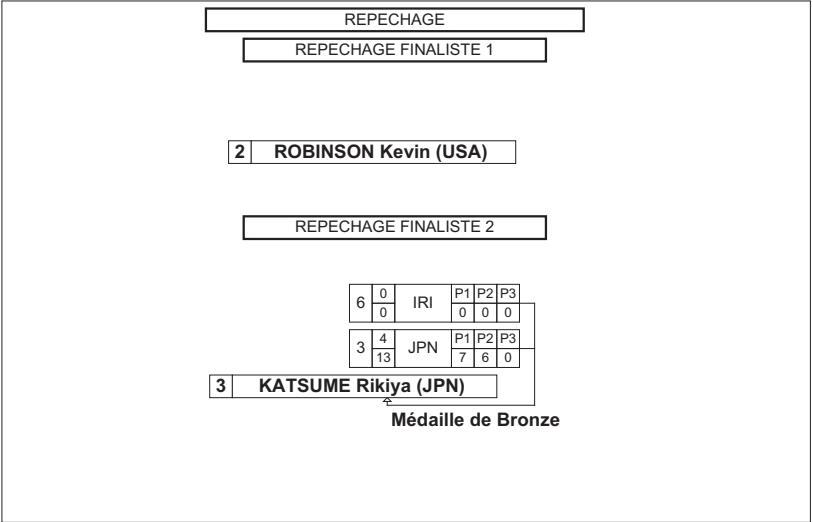 REPECHAGE
REPECHAGE FINALISTE 1
2 ROBINSON Kevin (USA)
REPECHAGE FINALISTE 2
6 0 IRI P1 P2 P3
0 0 0 0
3 4 JPN P1 P2 P3
13 7 6 0
3 KATSUME Rikiya (JPN)
Médaille de Bronze